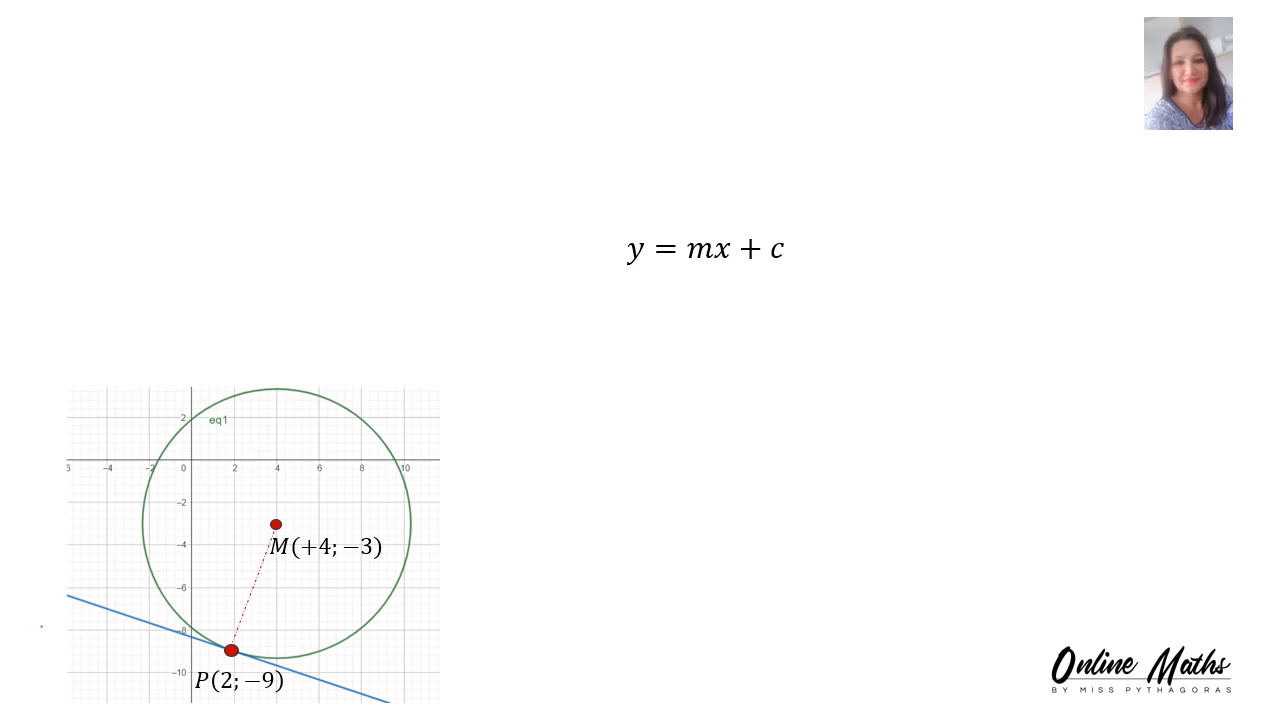 y = mx + c
2
eq1
5 −4 −2 0 2 4 6 8 10
−2
M(+4; −3)
−4
−6
−8
−10
P(2; −9)
Online Maths
BY MISS PYTHAGORAS